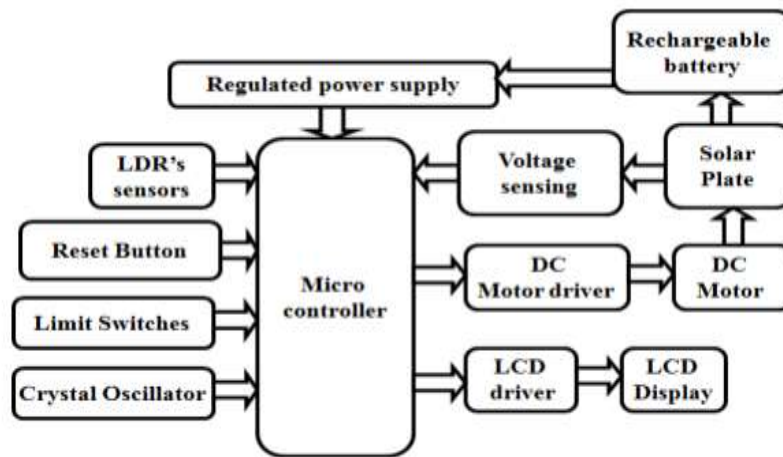 Rechargeable
battery
Regulated power supply
LDR's
sensors
Voltage
sensing
Solar
Plate
Reset Button
Micro
controller
DC
Motor driver
DC
Motor
Limit Switches
Crystal Oscillator
LCD
driver
LCD
Display